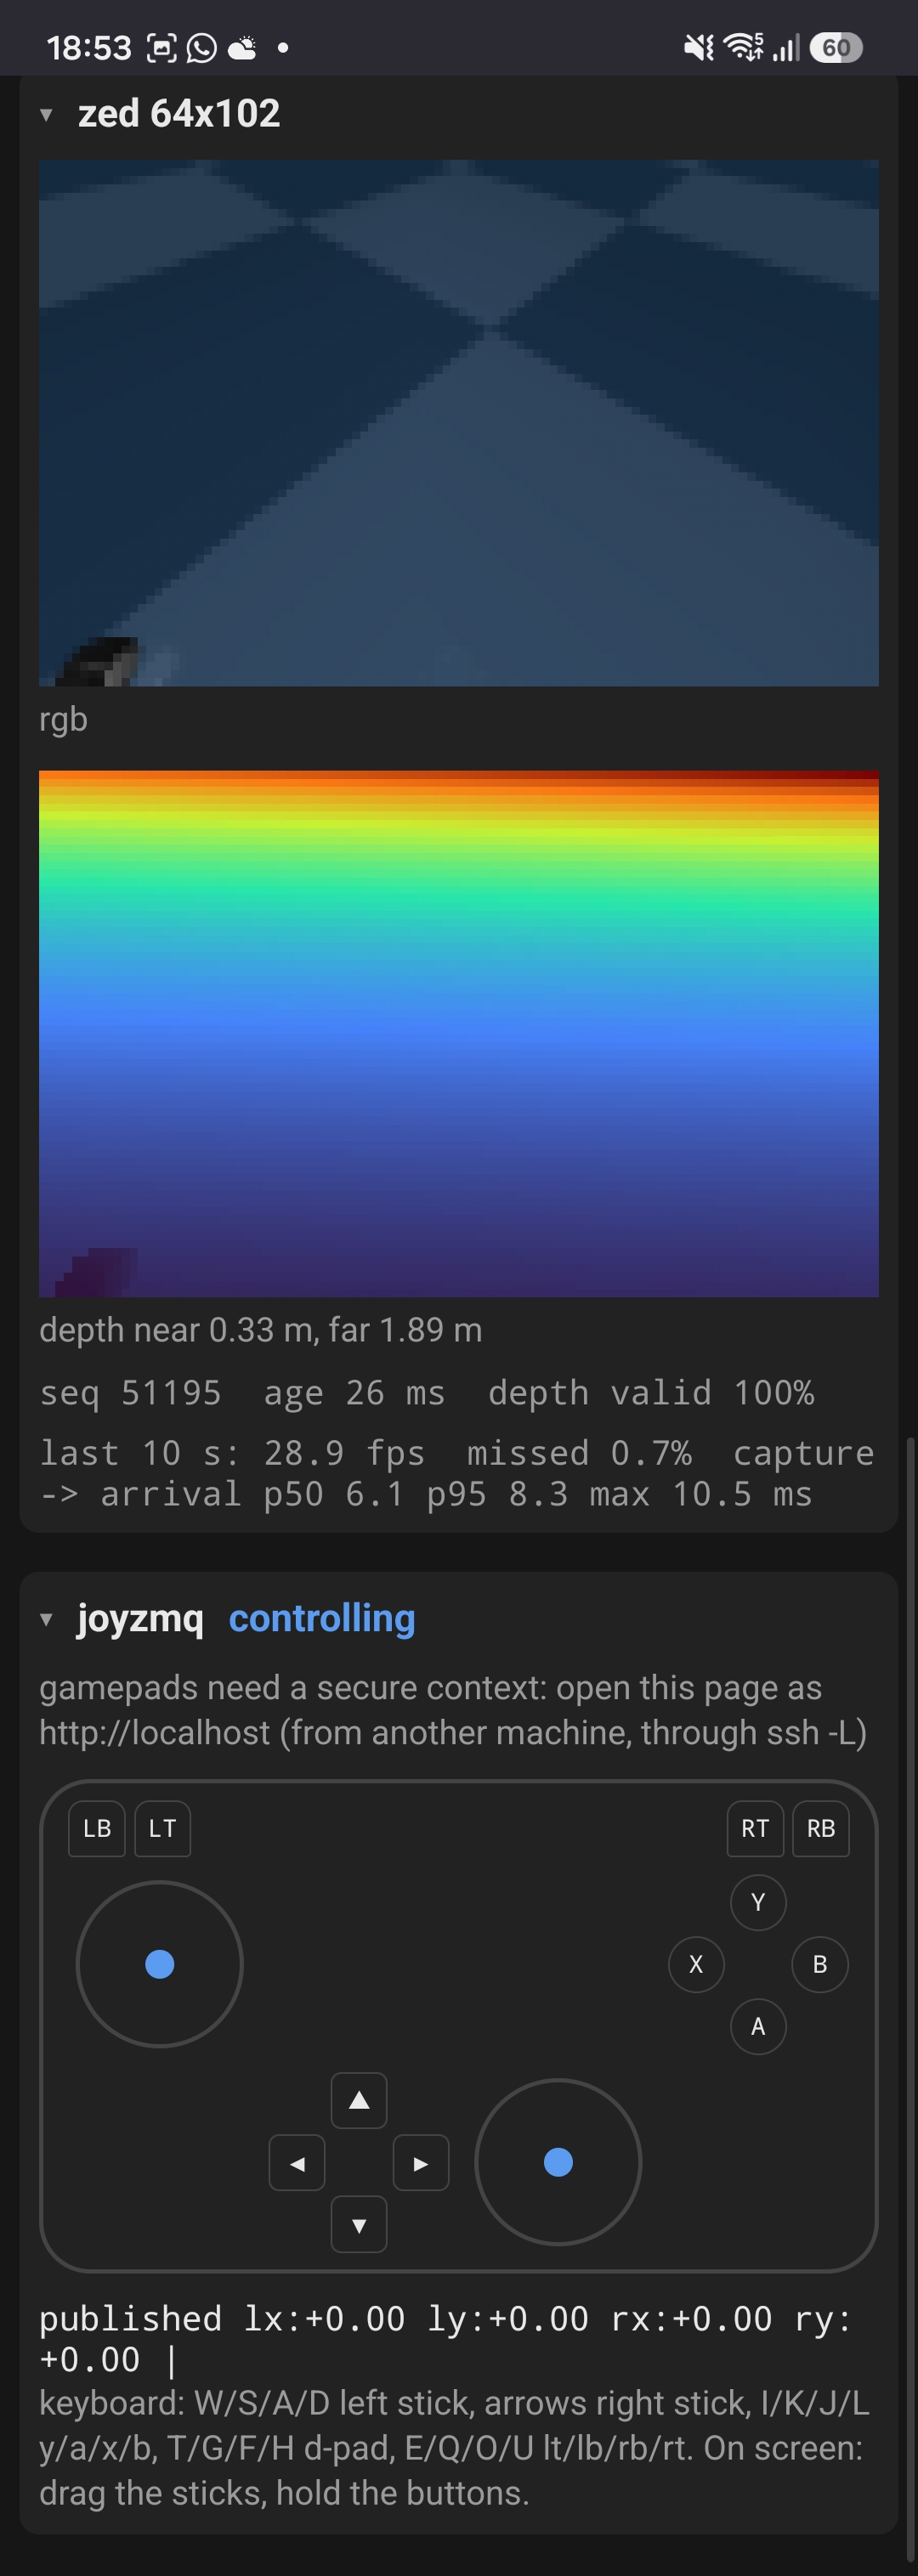 18:53 5 60
▼ zed 64x102
rgb
depth near 0.33 m, far 1.89 m
seq 51195 age 26 ms depth valid 100%
last 10 s: 28.9 fps missed 0.7% capture
-> arrival p50 6.1 p95 8.3 max 10.5 ms
▼ joyzmq controlling
gamepads need a secure context: open this page as
http://localhost (from another machine, through ssh -L)
LB LT RT RB
Y
X B
A
▲
◀ ▶
▼
published lx:+0.00 ly:+0.00 rx:+0.00 ry:
+0.00 |
keyboard: W/S/A/D left stick, arrows right stick, I/K/J/L
y/a/x/b, T/G/F/H d-pad, E/Q/O/U lt/lb/rb/rt. On screen:
drag the sticks, hold the buttons.